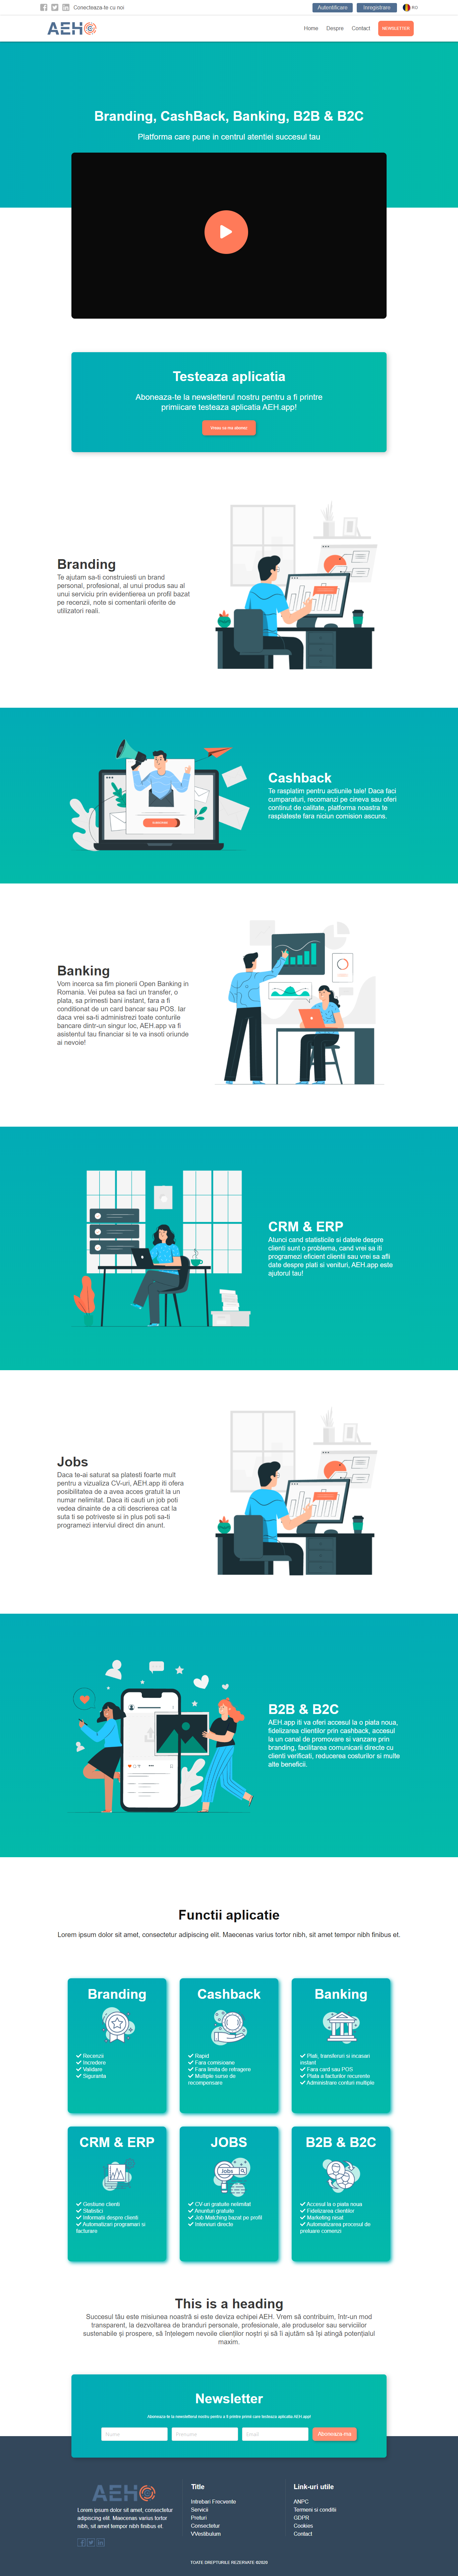 Conecteaza-te cu noi
Autentificare
Inregistrare
RO
AEH
Home
Despre
Contact
NEWSLETTER
Branding, CashBack, Banking, B2B & B2C
Platforma care pune in centrul atentiei succesul tau
Testeaza aplicatia
Aboneaza-te la newsletterul nostru pentru a fi printre
primiicare testeaza aplicatia AEH.app!
Vreau sa ma abonez
Branding
Te ajutam sa-ti construiesti un brand
personal, profesional, al unui produs sau al
unui serviciu prin evidentierea un profil bazat
pe recenzii, note si comentarii oferite de
utilizatori reali.
Cashback
Te rasplatim pentru actiunile tale! Daca faci
cumparaturi, recomanzi pe cineva sau oferi
continut de calitate, platforma noastra te
rasplateste fara niciun comision ascuns.
Banking
Vom incerca sa fim pionerii Open Banking in
Romania. Vei putea sa faci un transfer, o
plata, sa primesti bani instant, fara a fi
conditionat de un card bancar sau POS. Iar
daca vrei sa-ti administrezi toate conturile
bancare dintr-un singur loc, AEH.app va fi
asistentul tau financiar si te va insoti oriunde
ai nevoie!
CRM & ERP
Atunci cand statisticile si datele despre
clienti sunt o problema, cand vrei sa iti
programezi eficient clientii sau vrei sa afli
date despre plati si venituri, AEH.app este
ajutorul tau!
Jobs
Daca te-ai saturat sa platesti foarte mult
pentru a vizualiza CV-uri, AEH.app iti ofera
posibilitatea de a avea acces gratuit la un
numar nelimitat. Daca iti cauti un job poti
vedea dinainte de a citi descrierea cat la
suta ti se potriveste si in plus poti sa-ti
programezi interviul direct din anunt.
B2B & B2C
AEH.app iti va oferi accesul la o piata noua,
fidelizarea clientilor prin cashback, accesul
la un canal de promovare si vanzare prin
branding, facilitarea comunicarii directe cu
clienti verificati, reducerea costurilor si multe
alte beneficii.
Functii aplicatie
Lorem ipsum dolor sit amet, consectetur adipiscing elit. Maecenas varius tortor nibh, sit amet tempor nibh finibus et.
Branding
Recenzii
Incredere
Validare
Siguranta
Cashback
Rapid
Fara comisioane
Fara limita de retragere
Multiple surse de
recompensare
Banking
Plati, transferuri si incasari
instant
Fara card sau POS
Plata a facturilor recurente
Administrare conturi multiple
CRM & ERP
Gestiune clienti
Statistici
Informatii despre clienti
Automatizari programari si
facturare
JOBS
Jobs
CV-uri gratuite nelimitat
Anunturi gratuite
Job Matching bazat pe profil
Interviuri directe
B2B & B2C
Accesul la o piata noua
Fidelizarea clientilor
Marketing nisat
Automatizarea procesul de
preluare comenzi
This is a heading
Succesul tău este misiunea noastră si este deviza echipei AEH. Vrem să contribuim, într-un mod
transparent, la dezvoltarea de branduri personale, profesionale, ale produselor sau serviciilor
sustenabile și prospere, să înțelegem nevoile clienților noștri și să îi ajutăm să își atingă potențialul
maxim.
Newsletter
Aboneaza-te la newsletterul nostru pentru a fi printre primii care testeaza aplicatia AEH.app!
Nume
Prenume
Email
Aboneaza-ma
AEH
Lorem ipsum dolor sit amet, consectetur
adipiscing elit. Maecenas varius tortor
nibh, sit amet tempor nibh finibus et.
Title
Intrebari Frecvente
Servicii
Preturi
Consectetur
VVestibulum
Link-uri utile
ANPC
Termeni si conditii
GDPR
Cookies
Contact
TOATE DREPTURILE REZERVATE ©2020